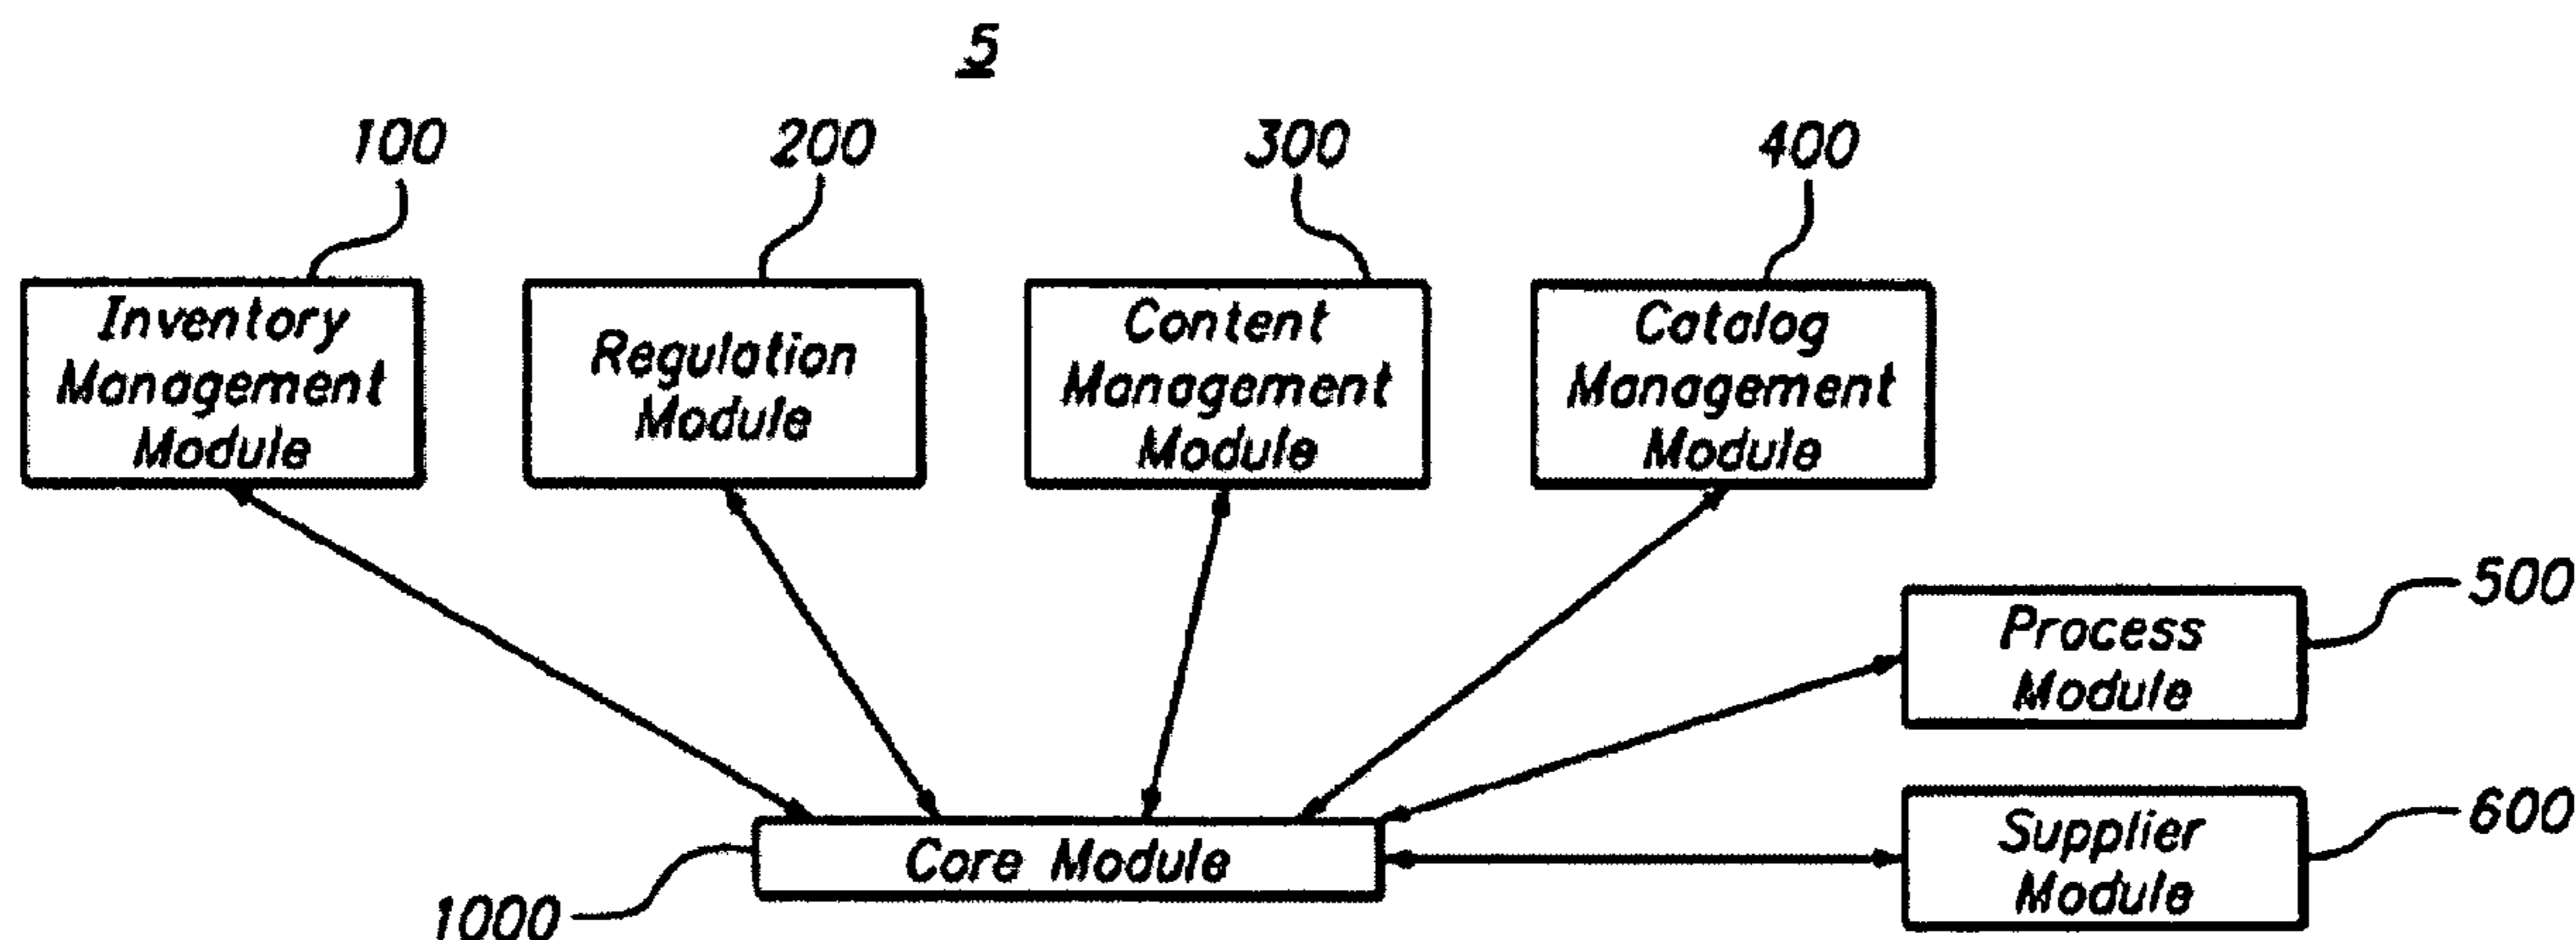 5
100
200
300
400
Inventory
Management
Module
Regulation
Module
Content
Management
Module
Catalog
Management
Module
500
Process
Module
600
Supplier
Module
Core Module
1000